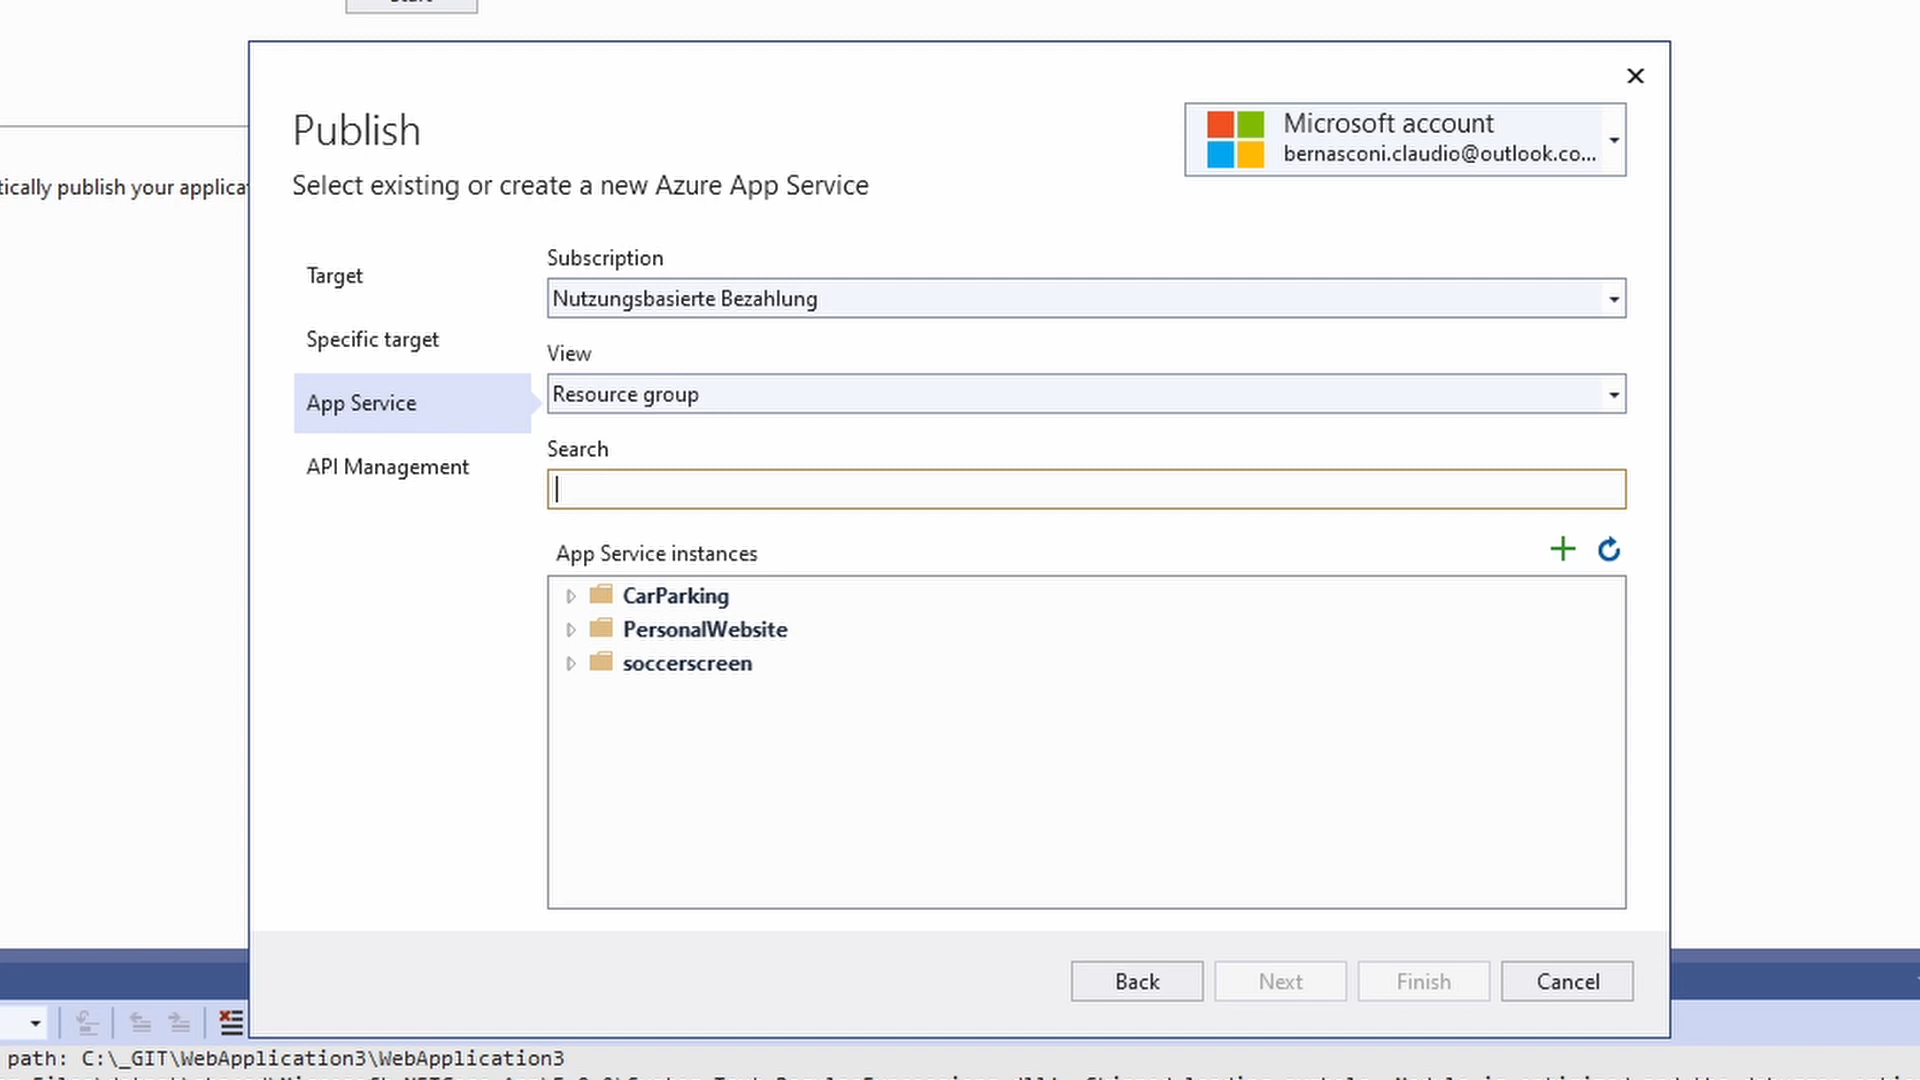 Start
Publish
Microsoft account
bernasconi.claudio@outlook.co...
Select existing or create a new Azure App Service
tically publish your applica
Target
Specific target
App Service
API Management
Subscription
Nutzungsbasierte Bezahlung
View
Resource group
Search
App Service instances
CarParking
PersonalWebsite
soccerscreen
Back
Next
Finish
Cancel
path: C:\_GIT\WebApplication3\WebApplication3